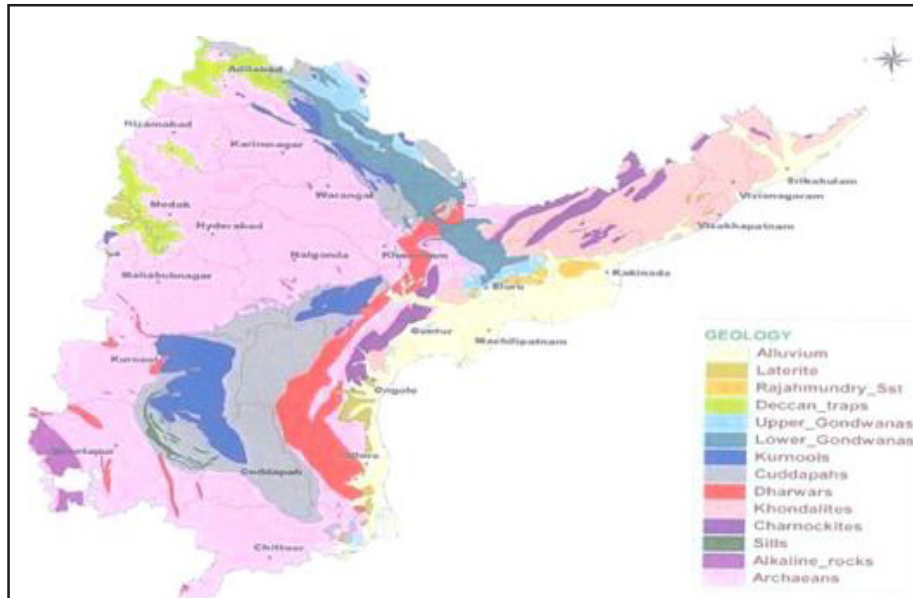 Adilabad
Nizamabad
Karimnagar
Warangal
Medak
Hyderabad
Nalgonda
Khammam
Mahabubnagar
Srikakulam
Vizianagaram
Visakhapatnam
Kakinada
Eluru
Guntur
Machilipatnam
Kurnool
Ongole
Cuddapah
Nellore
Chittoor
GEOLOGY
Alluvium
Laterite
Rajahmundry_Sst
Deccan_traps
Upper_Gondwanas
Lower_Gondwanas
Kurnools
Cuddapahs
Dharwars
Khondalites
Charnockites
Sills
Alkaline_rocks
Archaeans